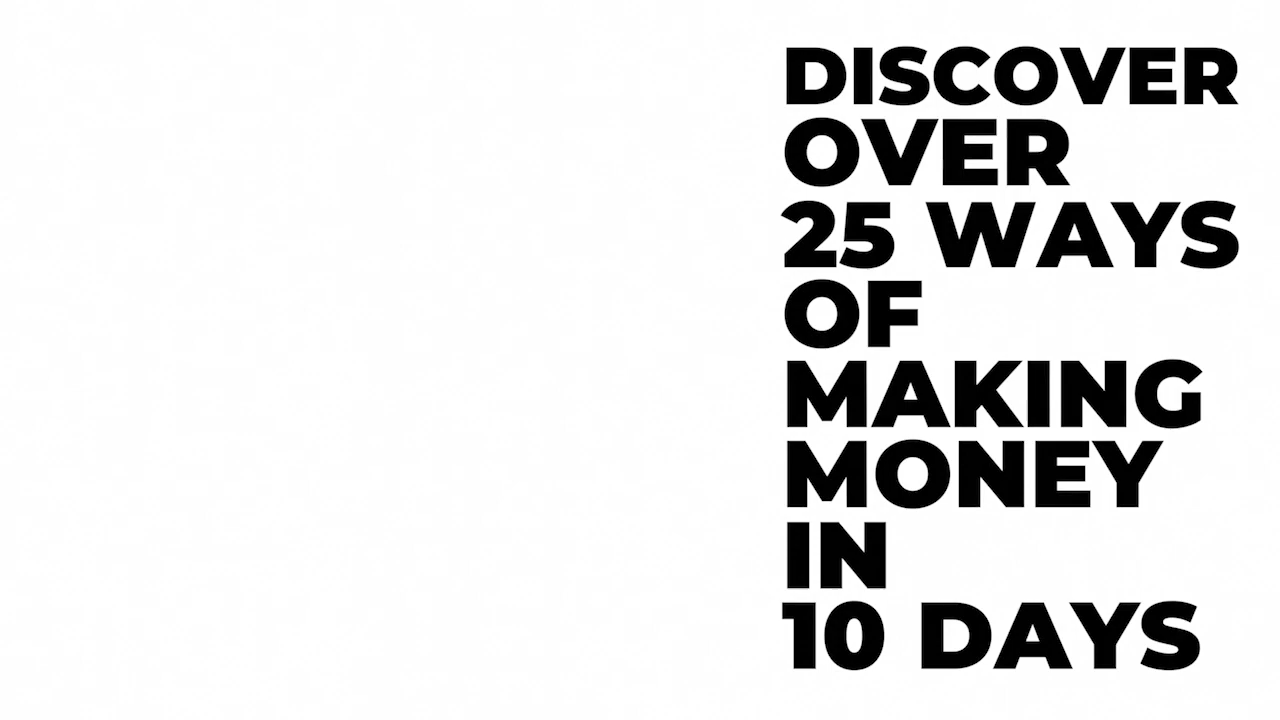 DISCOVER
OVER
25 WAYS
OF
MAKING
MONEY
IN
10 DAYS